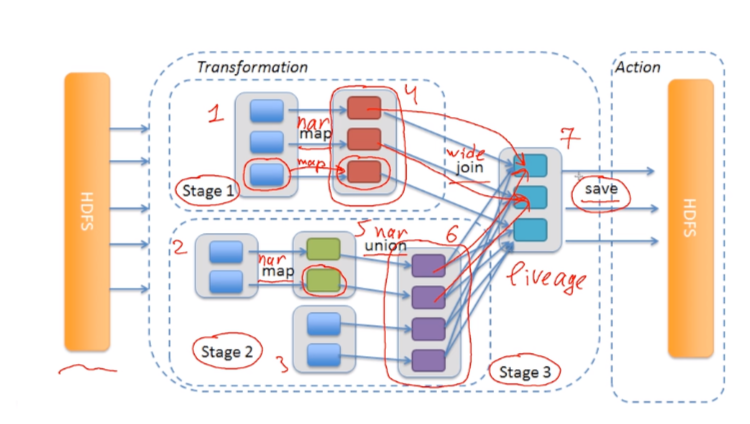 Transformation
Action
1
4
nar
map
map
wide
join
7
Stage 1
save
HDFS
HDFS
2
5 nar
union
6
nar
map
liveage
Stage 2
3
Stage 3